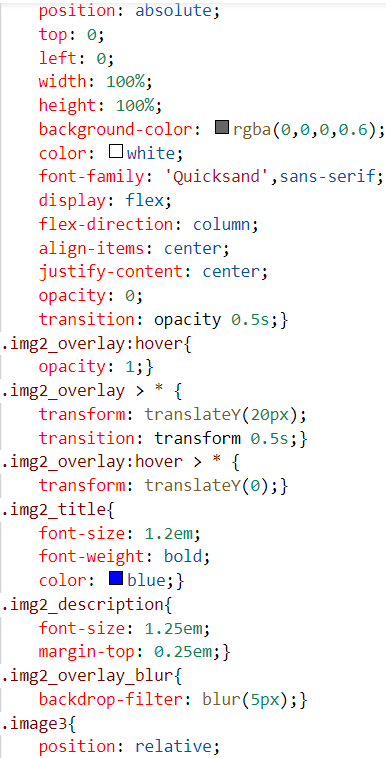 position: absolute;
top: 0;
left: 0;
width: 100%;
height: 100%;
background-color: rgba(0,0,0,0.6);
color: white;
font-family: 'Quicksand',sans-serif;
display: flex;
flex-direction: column;
align-items: center;
justify-content: center;
opacity: 0;
transition: opacity 0.5s;}
.img2_overlay:hover{
opacity: 1;}
.img2_overlay > * {
transform: translateY(20px);
transition: transform 0.5s;}
.img2_overlay:hover > * {
transform: translateY(0);}
.img2_title{
font-size: 1.2em;
font-weight: bold;
color: blue;}
.img2_description{
font-size: 1.25em;
margin-top: 0.25em;}
.img2_overlay_blur{
backdrop-filter: blur(5px);}
.image3{
position: relative;